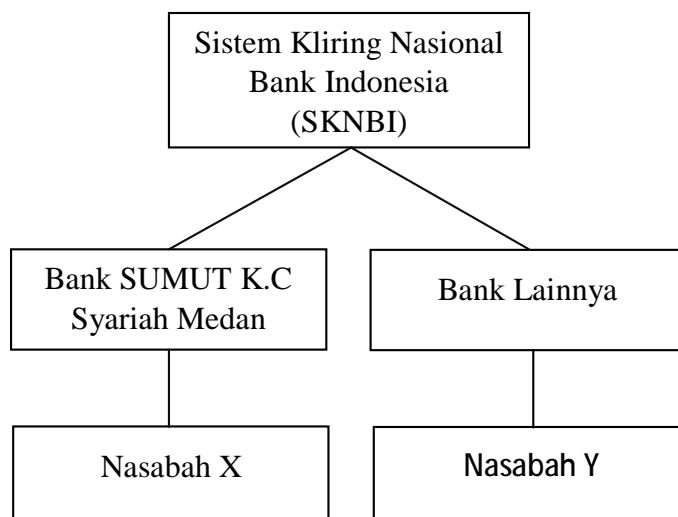 Sistem Kliring Nasional
Bank Indonesia
(SKNBI)
Bank SUMUT K.C
Syariah Medan
Bank Lainnya
Nasabah X
Nasabah Y